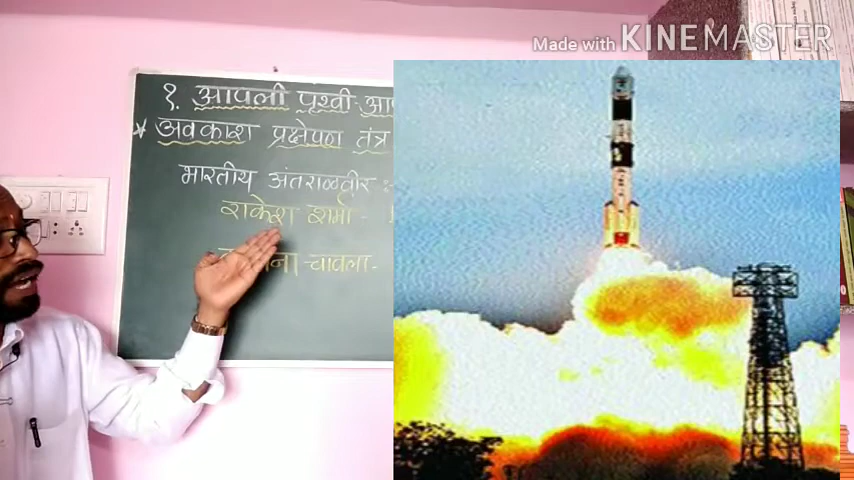 Made with KINEMASTER
१. आपली पृथ्वी
* अवकाश प्रक्षेपण तंत्र
भारतीय अंतराळवीर :-
राकेश शर्मा -
चावला -